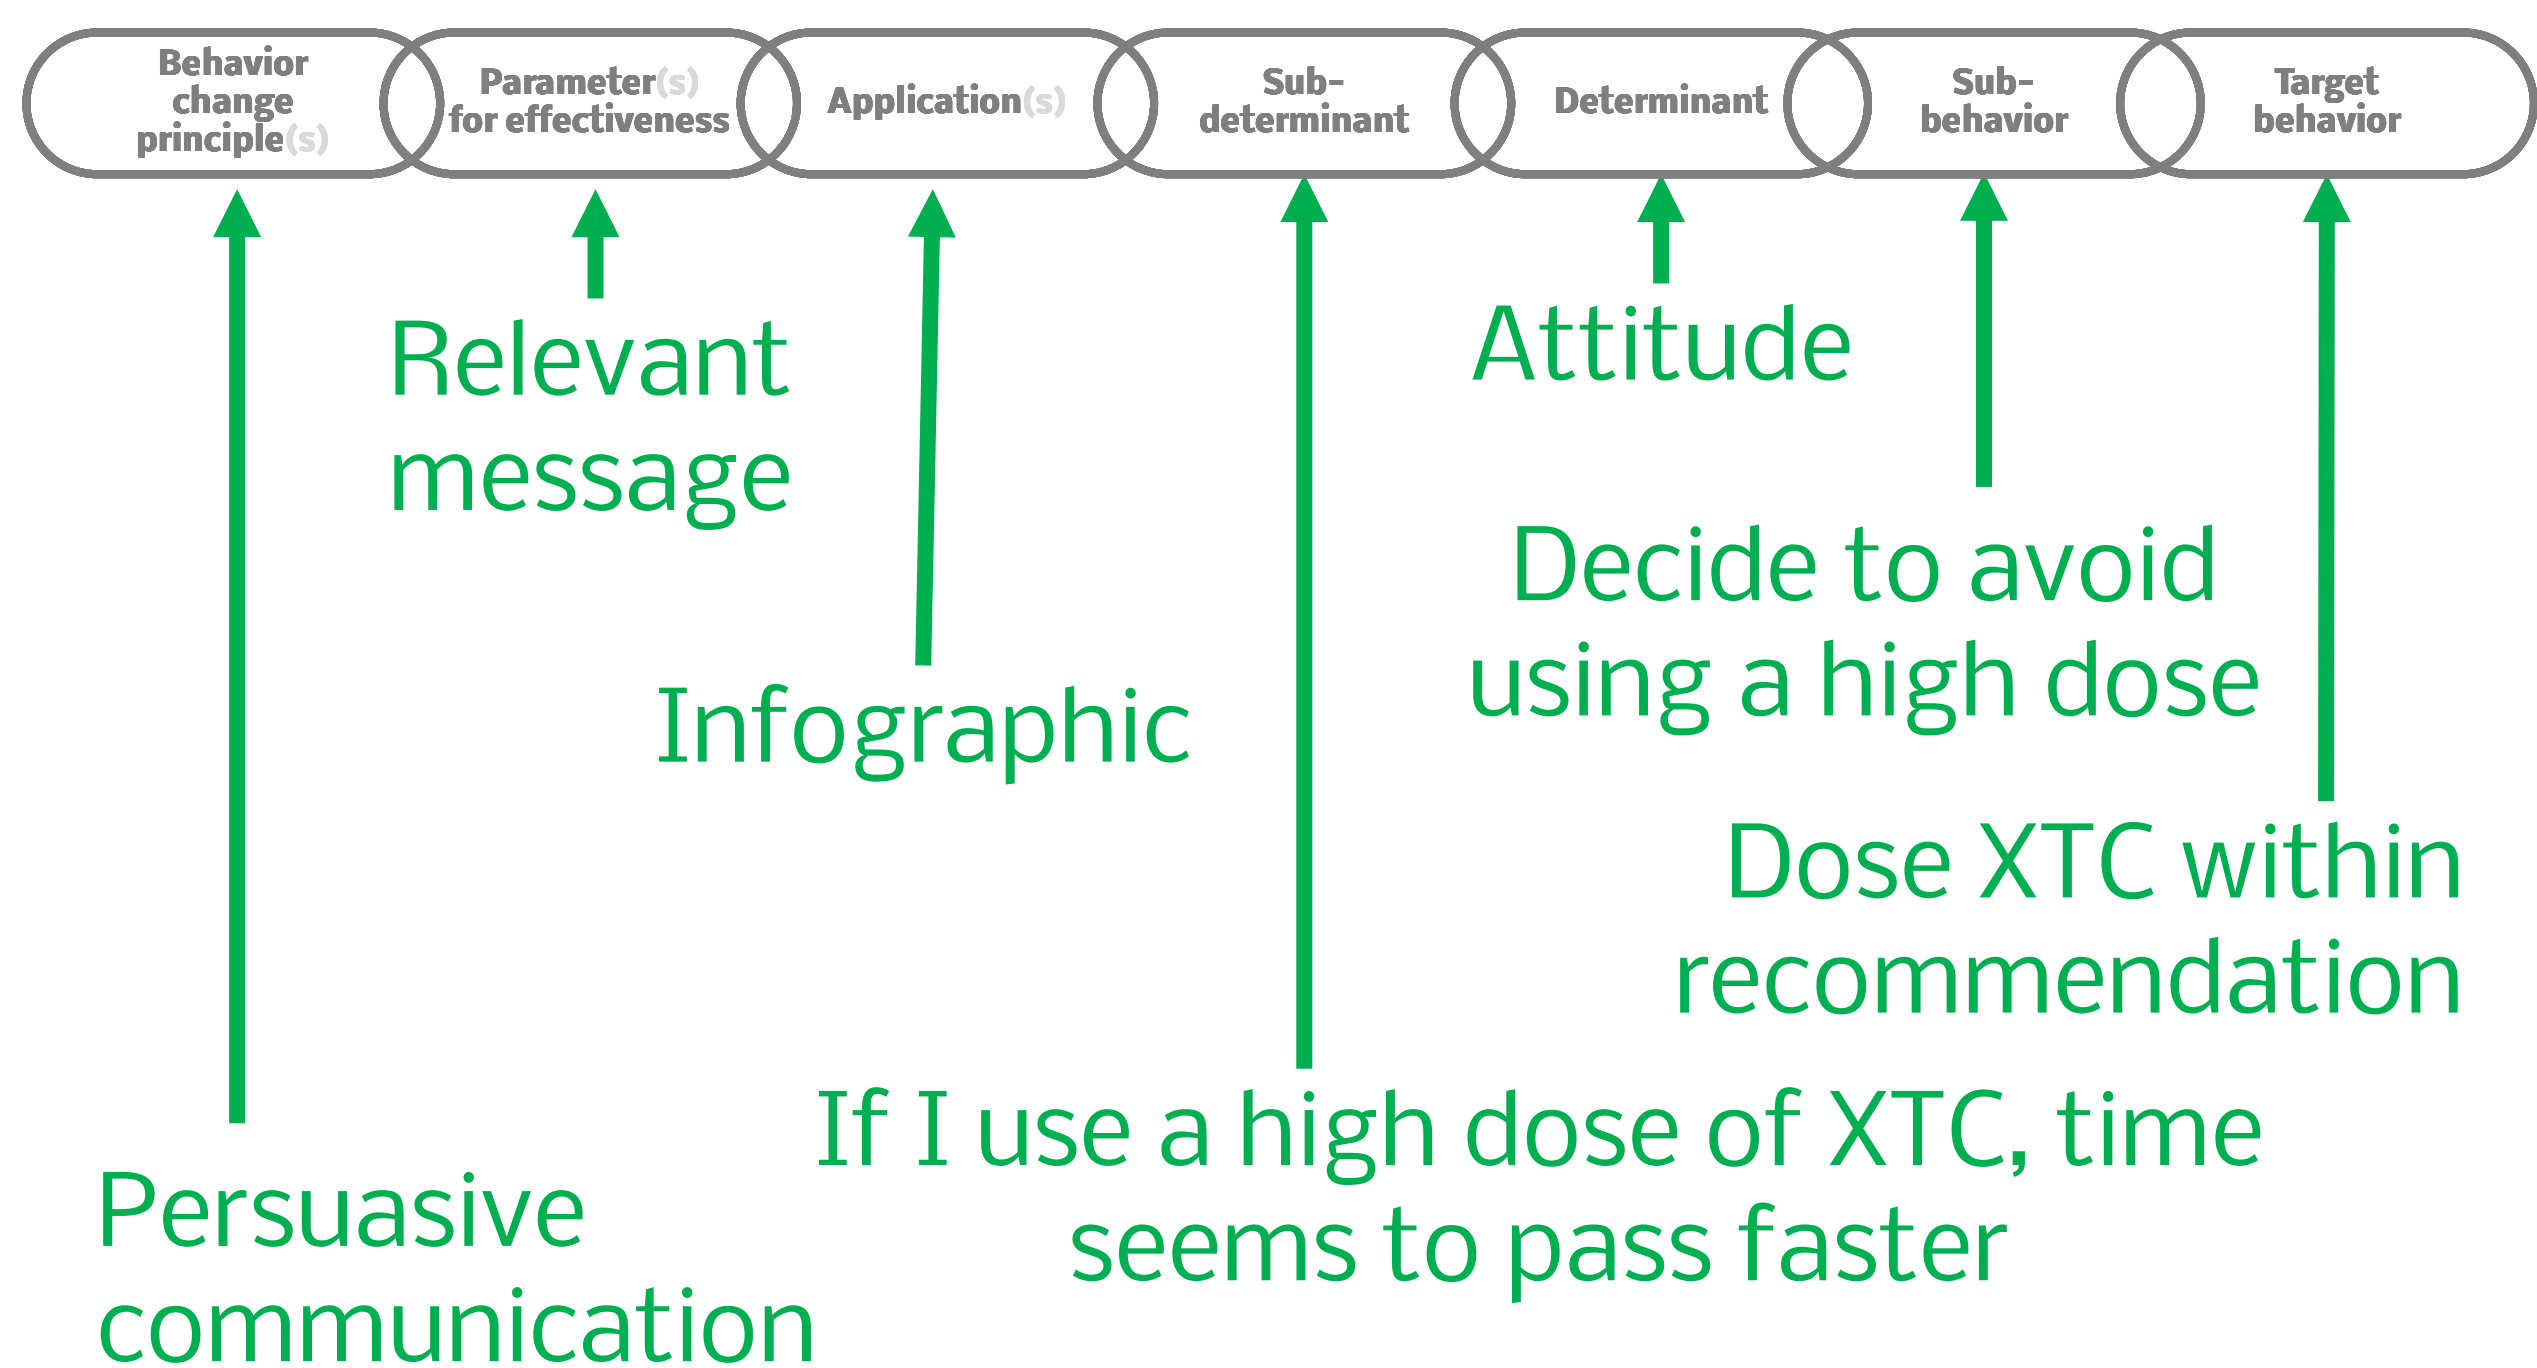 Behavior
change
principle(s)
Parameter(s)
for effectiveness
Application(s)
Sub-
determinant
Determinant
Sub-
behavior
Target
behavior
Relevant
message
Attitude
Decide to avoid
using a high dose
Infographic
Dose XTC within
recommendation
If I use a high dose of XTC, time
seems to pass faster
Persuasive
communication